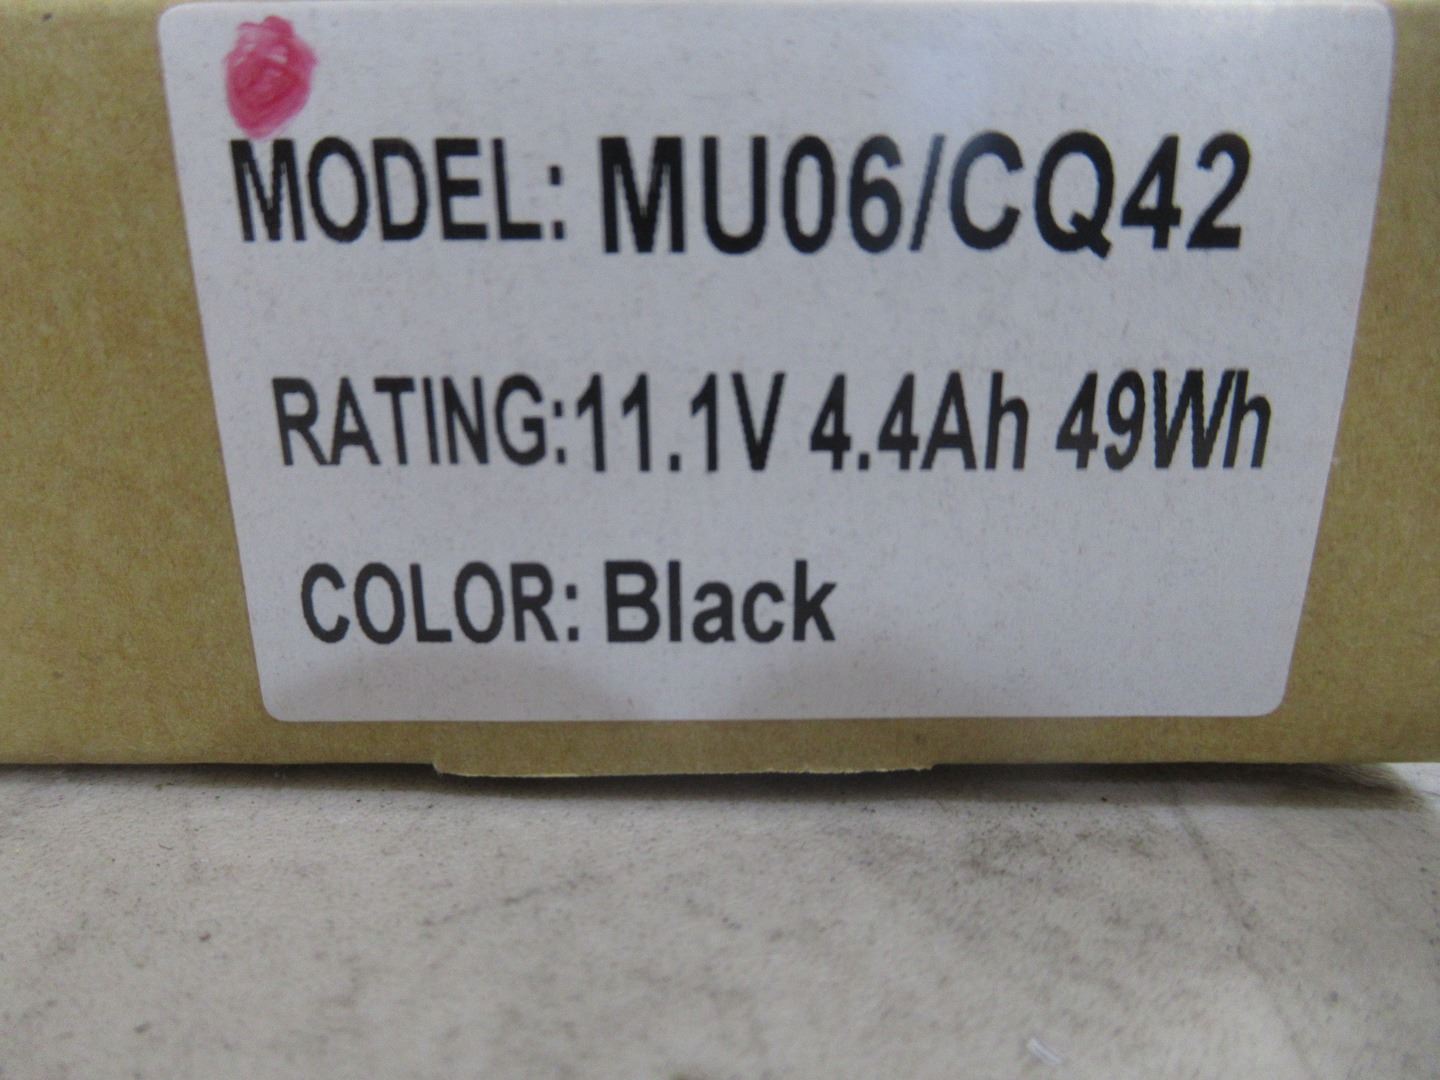 MODEL: MU06/CQ42
RATING:11.1V 4.4Ah 49Wh
COLOR: Black